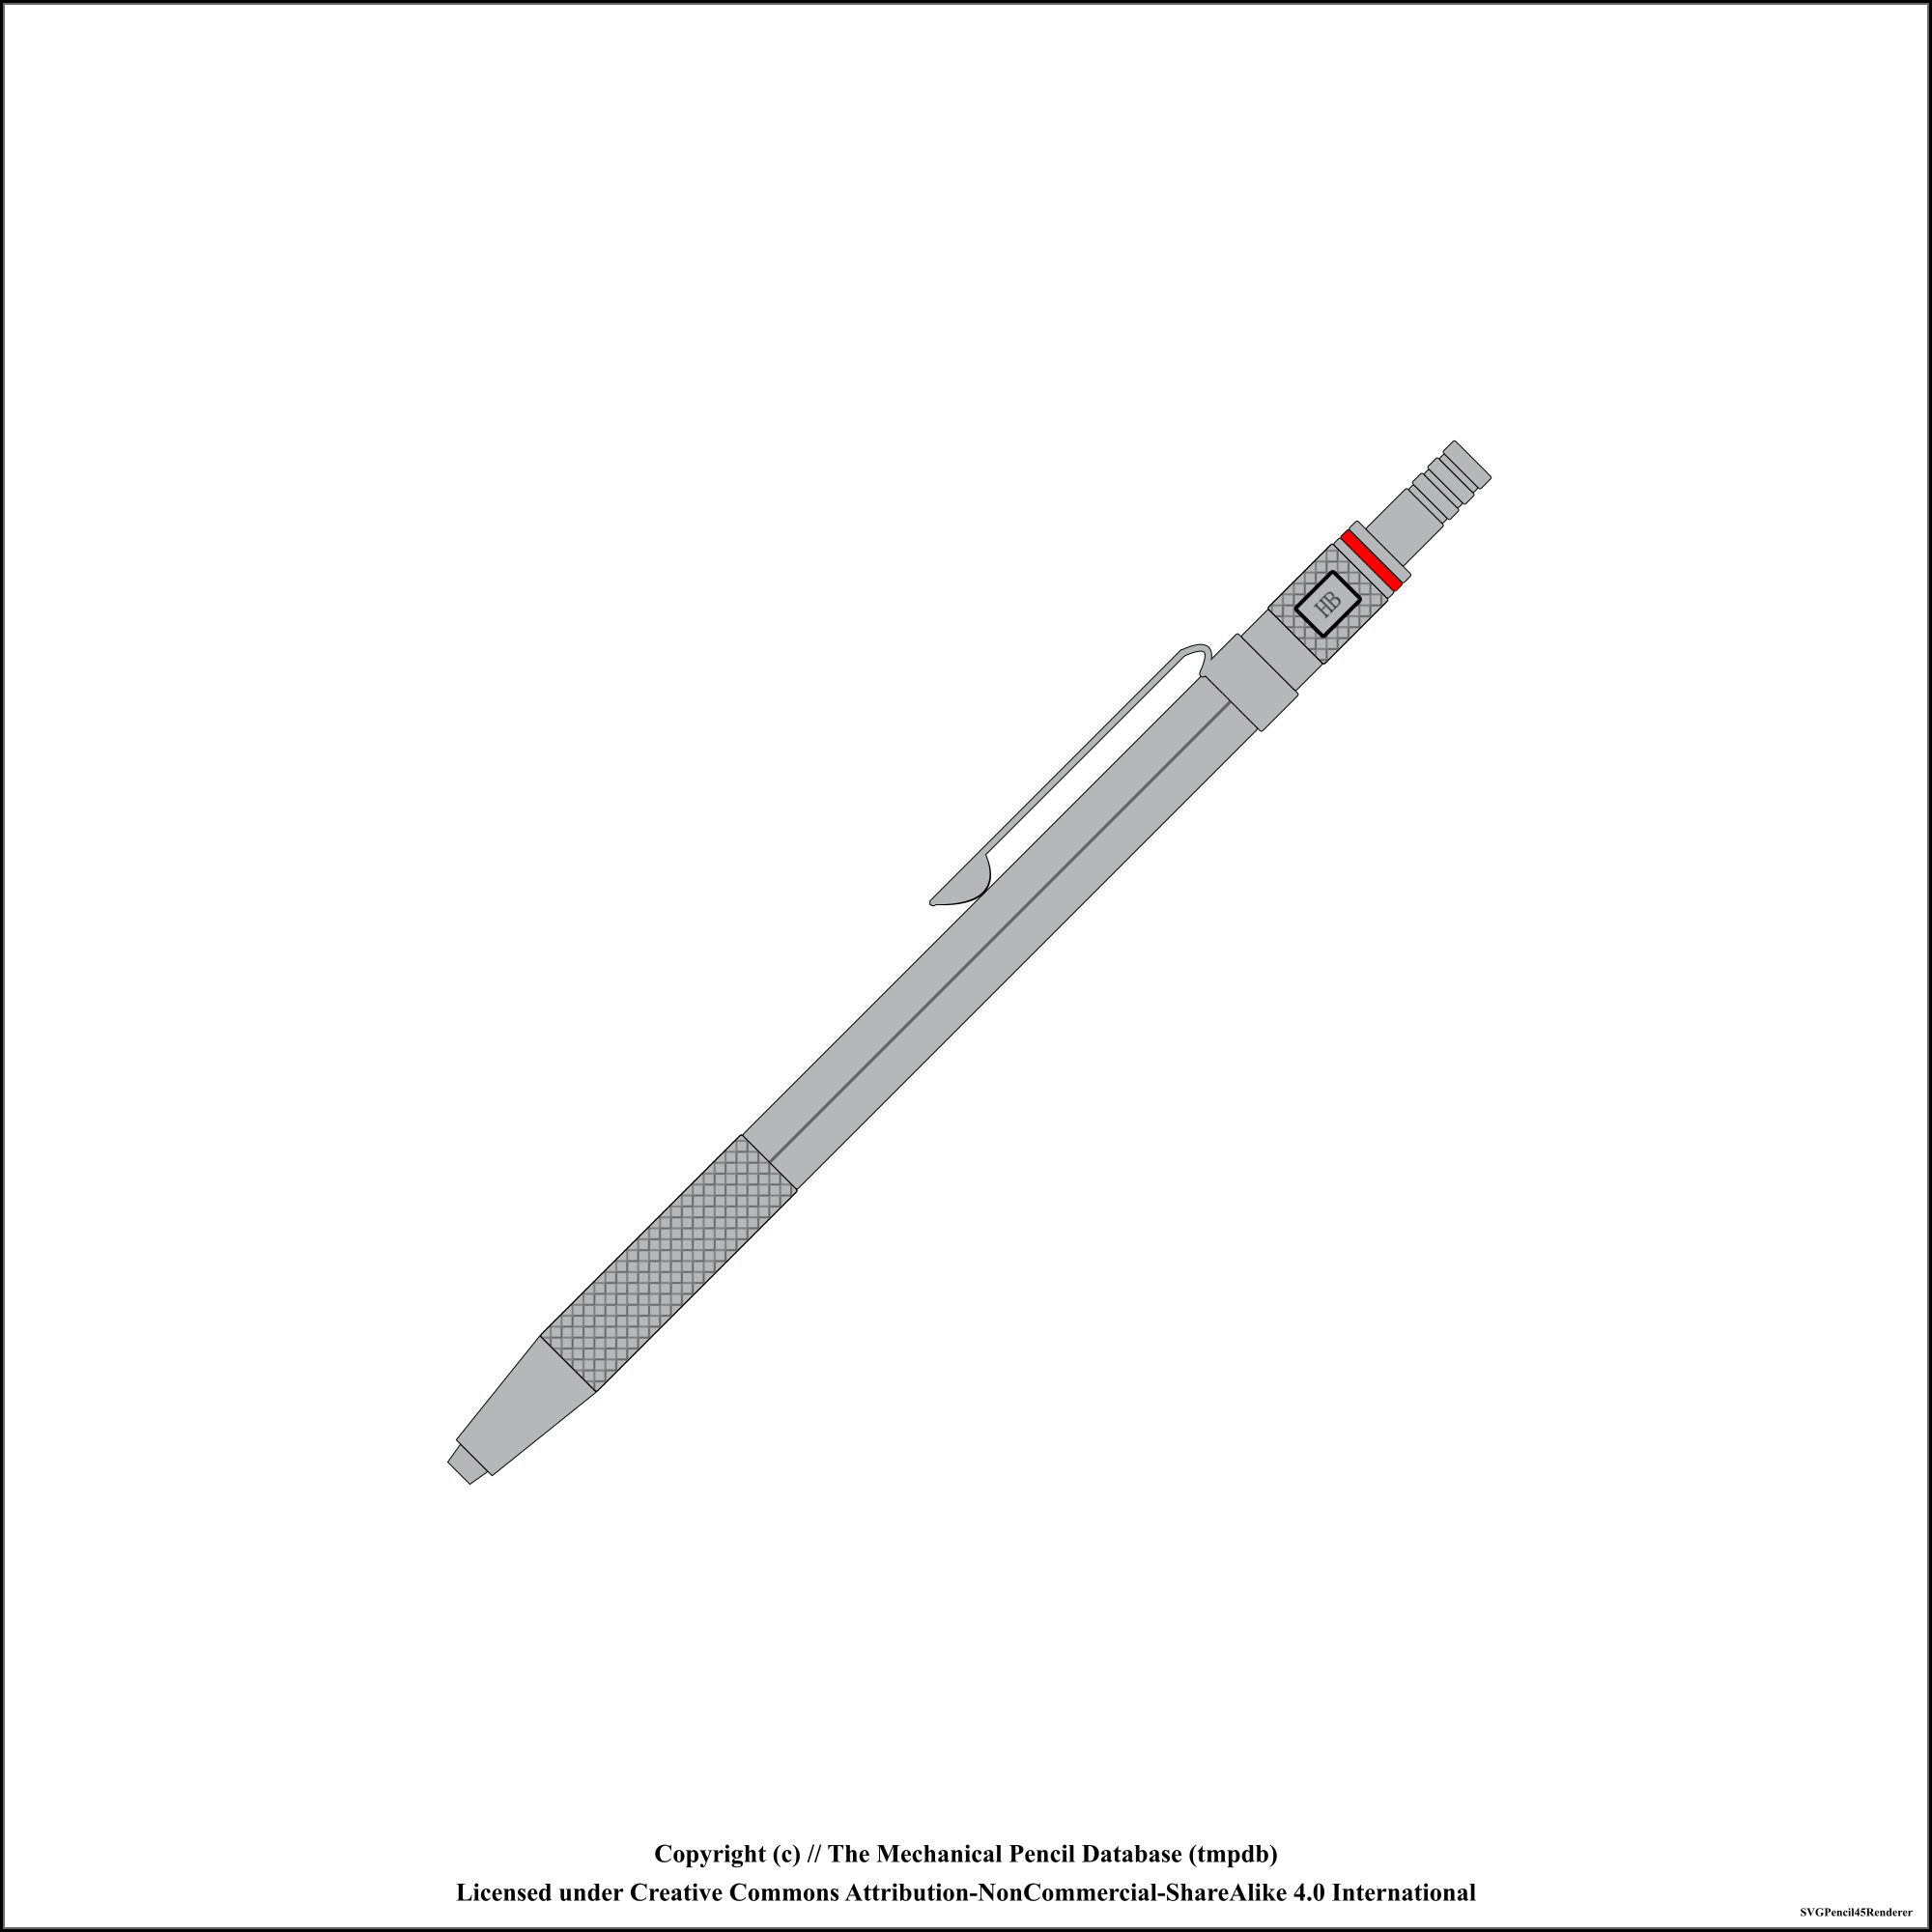 HB
Copyright (c) // The Mechanical Pencil Database (tmpdb)
Licensed under Creative Commons Attribution-NonCommercial-ShareAlike 4.0 International
SVGPencil45Renderer